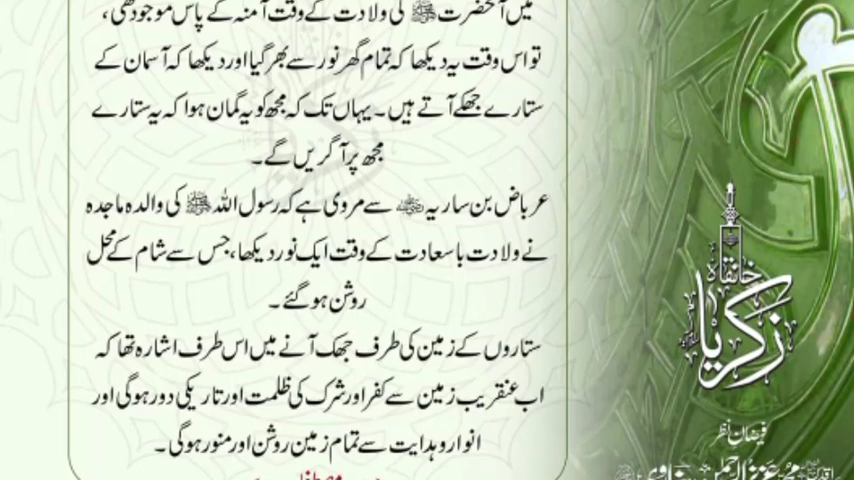 میں آنحضرت ﷺ کی ولادت کے وقت آمنہ کے پاس موجود تھی،
تو اس وقت یہ دیکھا کہ تمام گھر نور سے بھر گیا اور دیکھا کہ آسمان کے
ستارے جھکے آتے ہیں۔ یہاں تک کہ مجھ کو یہ گمان ہوا کہ یہ ستارے
مجھ پر آ گریں گے۔
عرباض بن ساریہ ؓ سے مروی ہے کہ رسول اللہ ﷺ کی والدہ ماجدہ
نے ولادت باسعادت کے وقت ایک نور دیکھا، جس سے شام کے محل
روشن ہو گئے۔
ستاروں کے زمین کی طرف جھک آنے میں اس طرف اشارہ تھا کہ
اب عنقریب زمین سے کفر اور شرک کی ظلمت اور تاریکی دور ہوگی اور
انوار و ہدایت سے تمام زمین روشن اور منور ہوگی۔
خانقاہ
زکریا
فیضان نظر